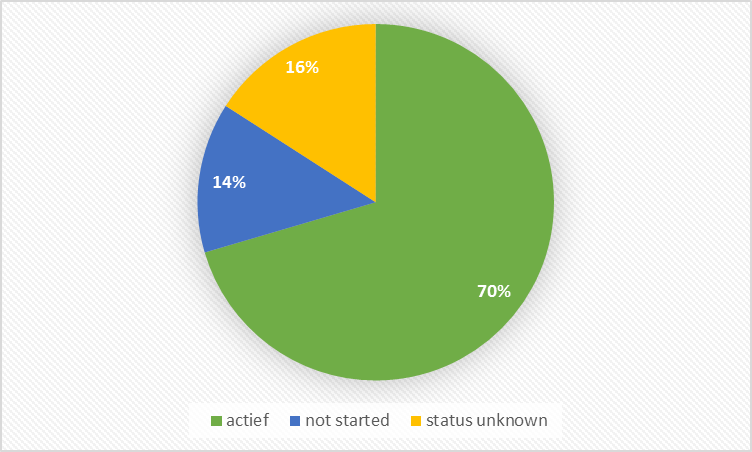 16%
14%
70%
actief not started status unknown